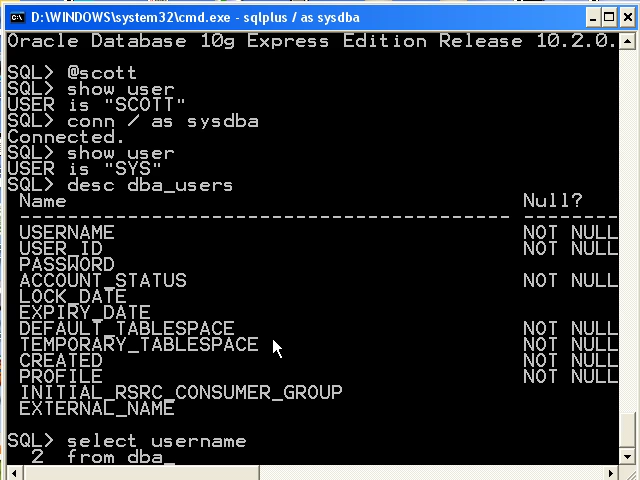 D:\WINDOWS\system32\cmd.exe - sqlplus / as sysdba
Oracle Database 10g Express Edition Release 10.2.0.
SQL> @scott
SQL> show user
USER is "SCOTT"
SQL> conn / as sysdba
Connected.
SQL> show user
USER is "SYS"
SQL> desc dba_users
Name Null?
----------------------------------------- --------
USERNAME NOT NULL
USER_ID NOT NULL
PASSWORD
ACCOUNT_STATUS NOT NULL
LOCK_DATE
EXPIRY_DATE
DEFAULT_TABLESPACE NOT NULL
TEMPORARY_TABLESPACE NOT NULL
CREATED NOT NULL
PROFILE NOT NULL
INITIAL_RSRC_CONSUMER_GROUP
EXTERNAL_NAME
SQL> select username
2 from dba_